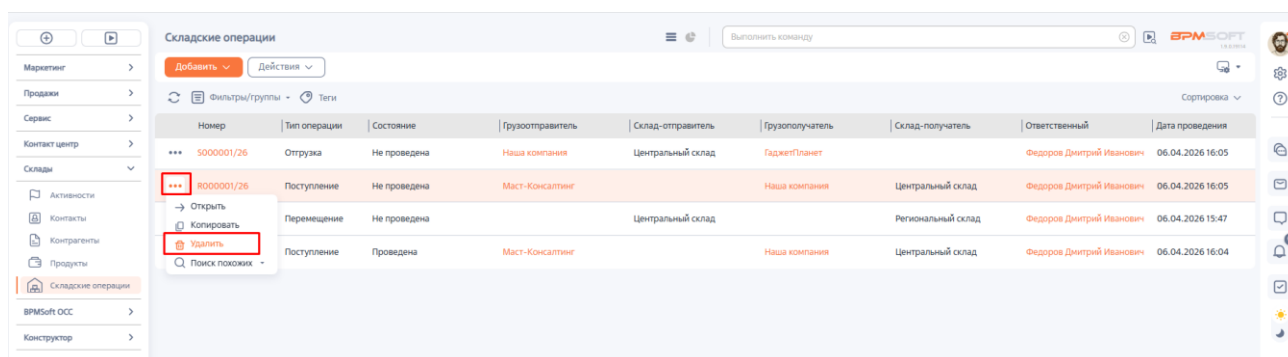 Складские операции
Выполнить команду
BPMSOFT
Маркетинг
Продажи
Сервис
Контакт центр
Склады
Активности
Контакты
Контрагенты
Продукты
Складские операции
BPMSoft OCC
Конструктор
Добавить
Действия
Фильтры/группы
Теги
Сортировка
Номер Тип операции Состояние Грузоотправитель Склад-отправитель Грузополучатель Склад-получатель Ответственный Дата проведения
S000001/26 Отгрузка Не проведена Наша компания Центральный склад ГаджетПланет Федоров Дмитрий Иванович 06.04.2026 16:05
R000001/26 Поступление Не проведена Маст-Консалтинг Наша компания Центральный склад Федоров Дмитрий Иванович 06.04.2026 16:05
Перемещение Не проведена Центральный склад Региональный склад Федоров Дмитрий Иванович 06.04.2026 15:47
Поступление Проведена Маст-Консалтинг Наша компания Центральный склад Федоров Дмитрий Иванович 06.04.2026 16:04
Открыть
Копировать
Удалить
Поиск похожих